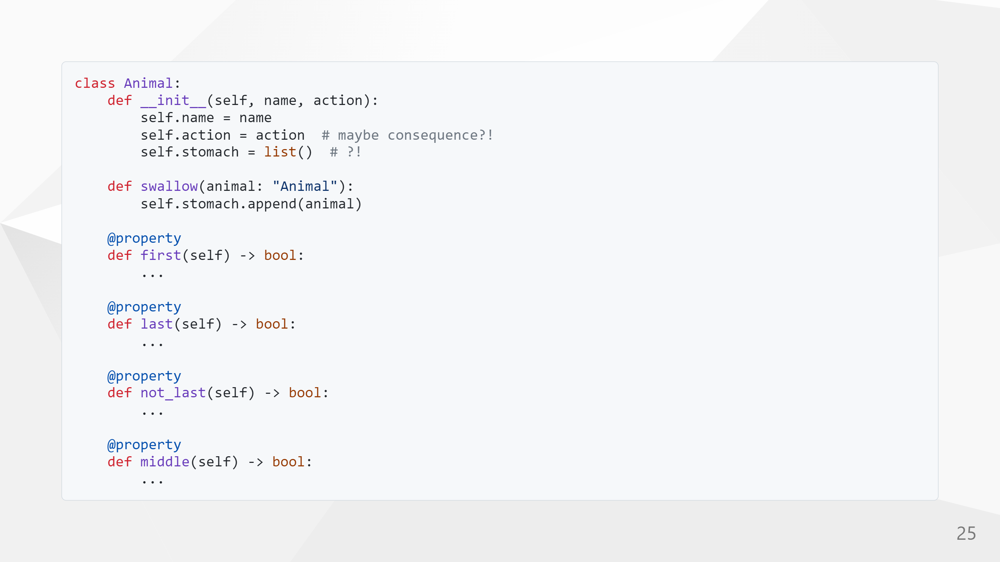 class Animal:
    def __init__(self, name, action):
        self.name = name
        self.action = action  # maybe consequence?!
        self.stomach = list()  # ?!

    def swallow(animal: "Animal"):
        self.stomach.append(animal)

    @property
    def first(self) -> bool:
        ...

    @property
    def last(self) -> bool:
        ...

    @property
    def not_last(self) -> bool:
        ...

    @property
    def middle(self) -> bool:
        ...
25